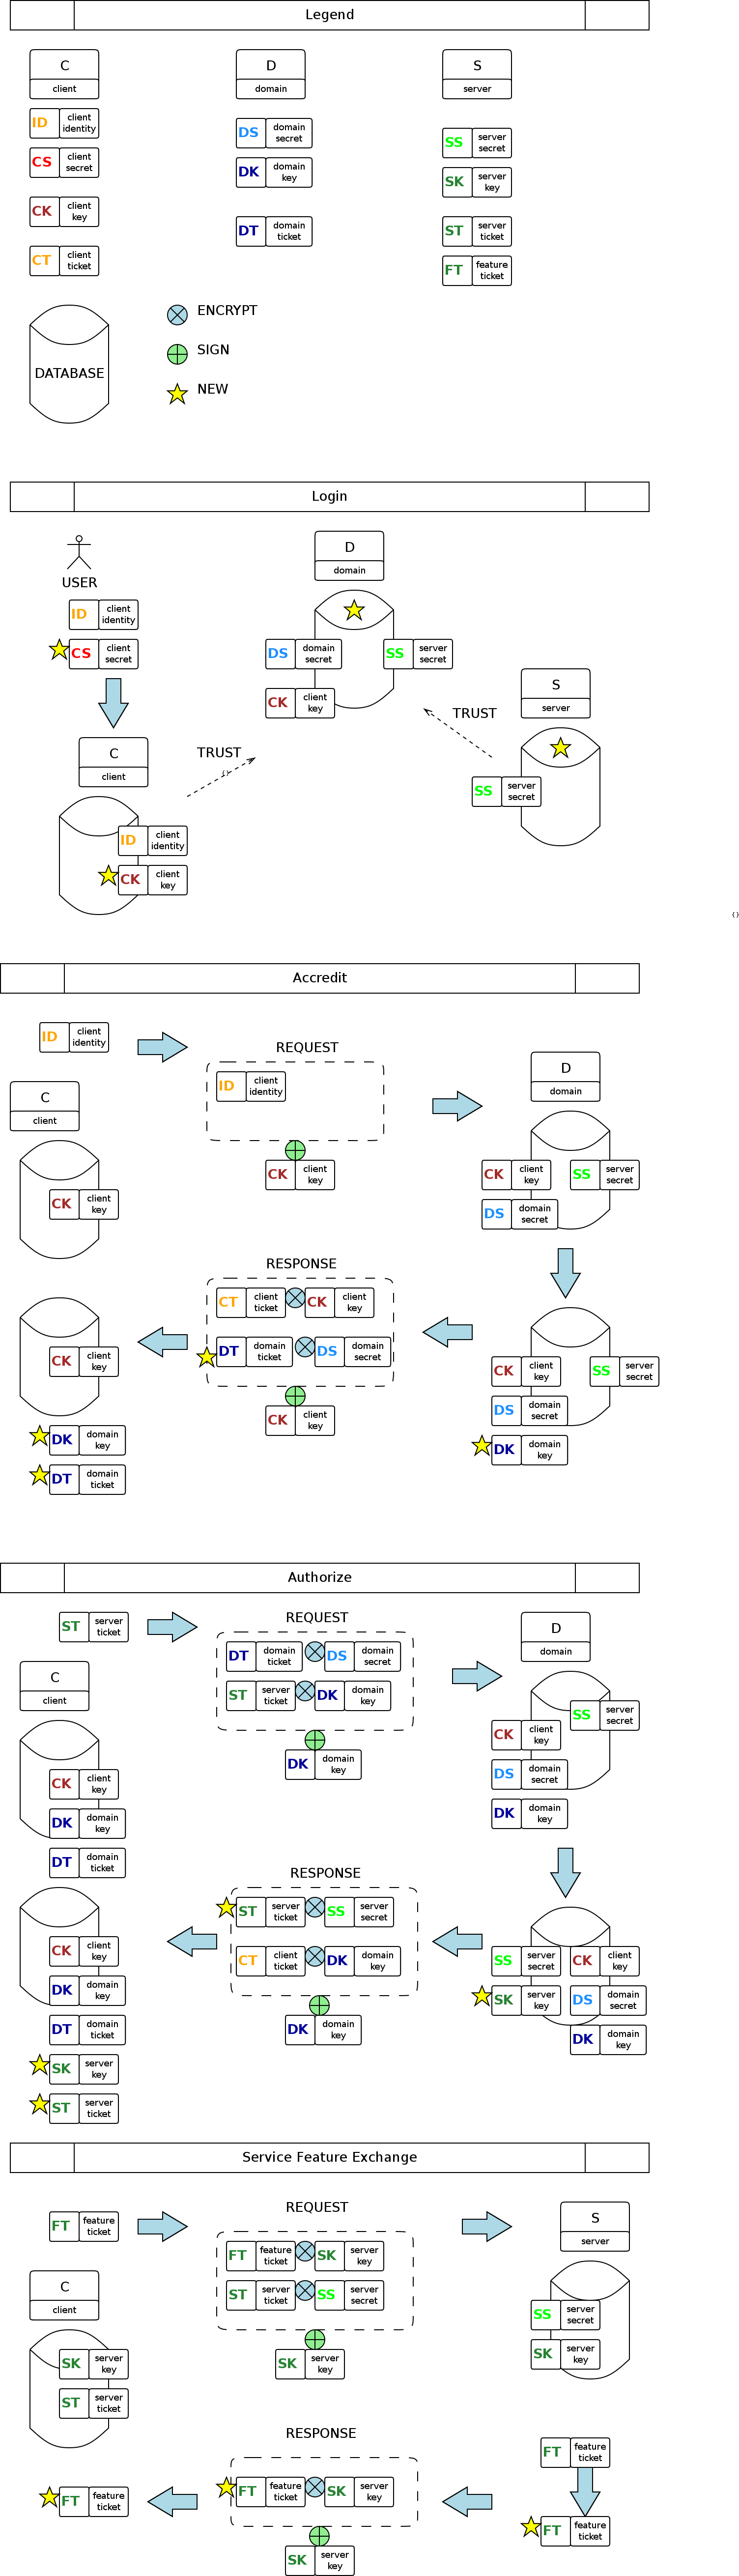 Legend
C
client
D
domain
S
server
ID client identity
CS client secret
CK client key
CT client ticket
DS domain secret
DK domain key
DT domain ticket
SS server secret
SK server key
ST server ticket
FT feature ticket
DATABASE
ENCRYPT
SIGN
NEW
Login
USER
ID client identity
CS client secret
C
client
ID client identity
CK client key
TRUST
{}
D
domain
DS domain secret
SS server secret
CK client key
TRUST
S
server
SS server secret
{}
Accredit
ID client identity
C
client
CK client key
REQUEST
ID client identity
CK client key
D
domain
CK client key
SS server secret
DS domain secret
RESPONSE
CT client ticket
CK client key
DT domain ticket
DS domain secret
CK client key
CK client key
SS server secret
DS domain secret
DK domain key
CK client key
DK domain key
DT domain ticket
Authorize
ST server ticket
C
client
CK client key
DK domain key
DT domain ticket
REQUEST
DT domain ticket
DS domain secret
ST server ticket
DK domain key
DK domain key
D
domain
SS server secret
CK client key
DS domain secret
DK domain key
RESPONSE
ST server ticket
SS server secret
CT client ticket
DK domain key
DK domain key
SS server secret
CK client key
SK server key
DS domain secret
DK domain key
CK client key
DK domain key
DT domain ticket
SK server key
ST server ticket
Service Feature Exchange
FT feature ticket
C
client
SK server key
ST server ticket
REQUEST
FT feature ticket
SK server key
ST server ticket
SS server secret
SK server key
S
server
SS server secret
SK server key
RESPONSE
FT feature ticket
SK server key
SK server key
FT feature ticket
FT feature ticket
FT feature ticket